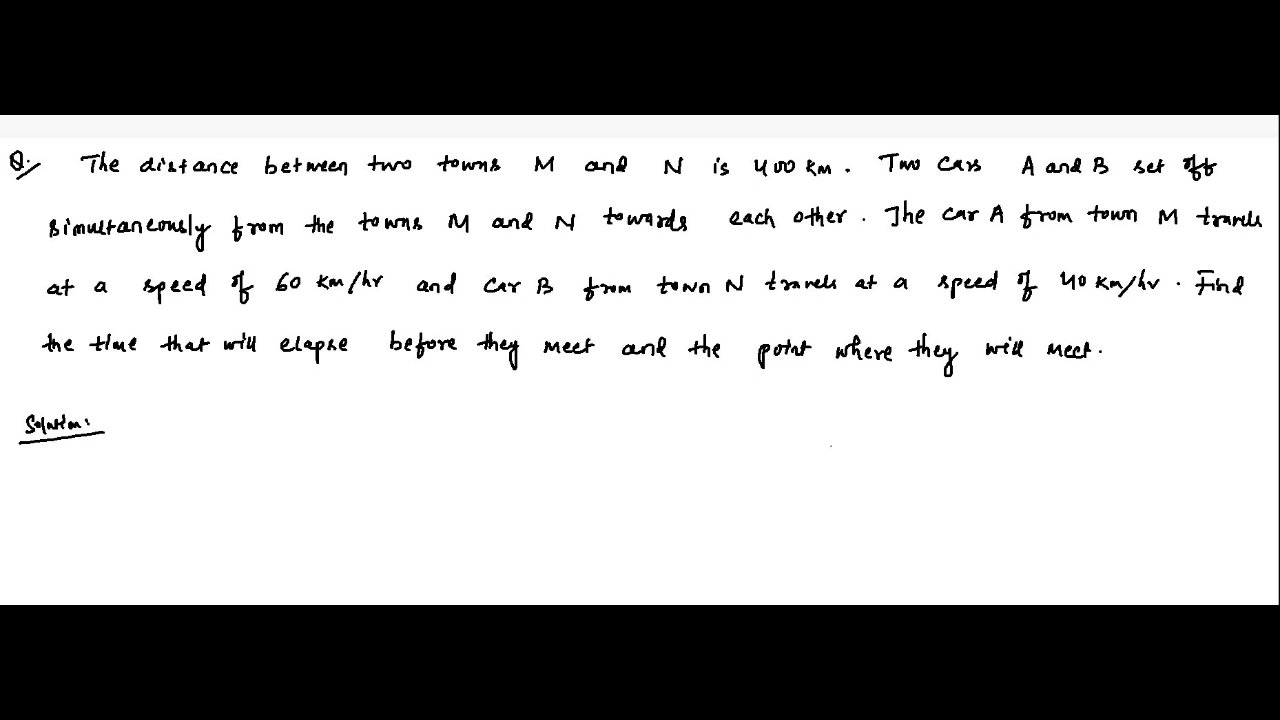 Q. The distance between two towns M and N is 400 km. Two cars A and B set off
simultaneously from the towns M and N towards each other. The car A from town M travels
at a speed of 60 km/hr and car B from town N travels at a speed of 40 km/hr. Find
the time that will elapse before they meet and the point where they will meet.
Solution: